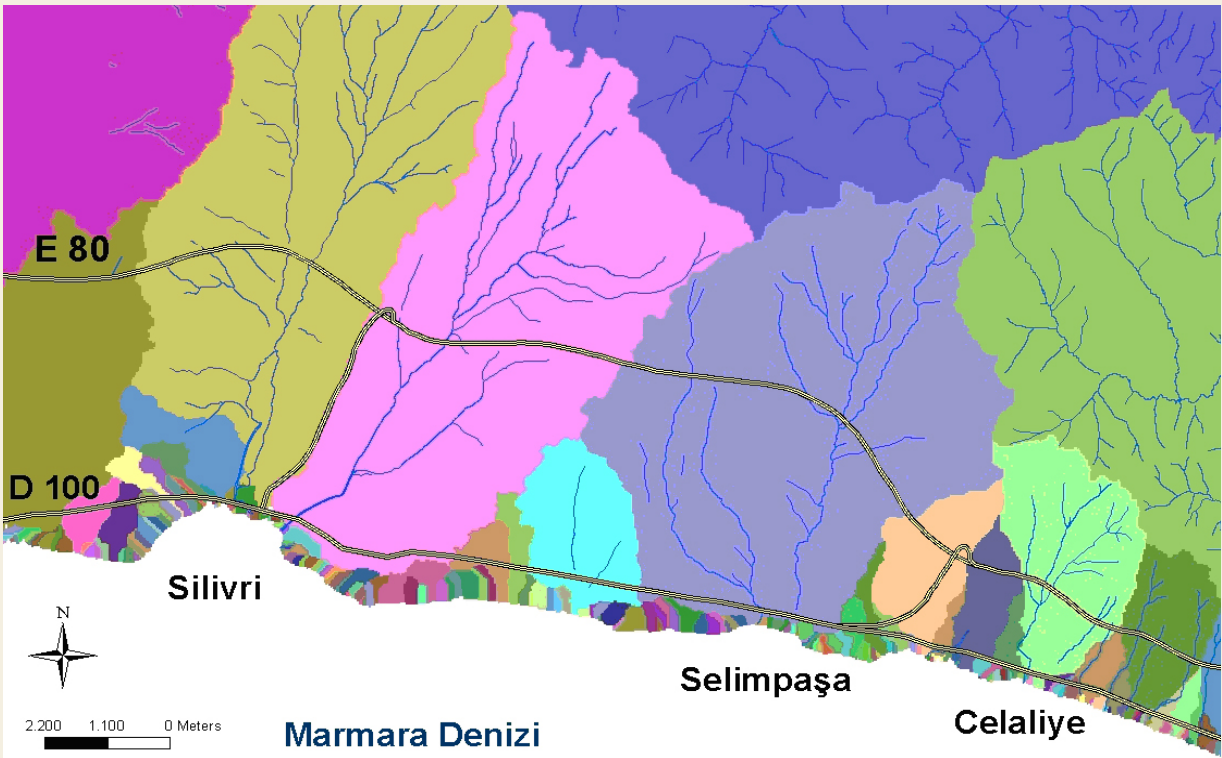 E 80
D 100
Silivri
N
Selimpaşa
2.200 1.100 0 Meters
Marmara Denizi
Celaliye